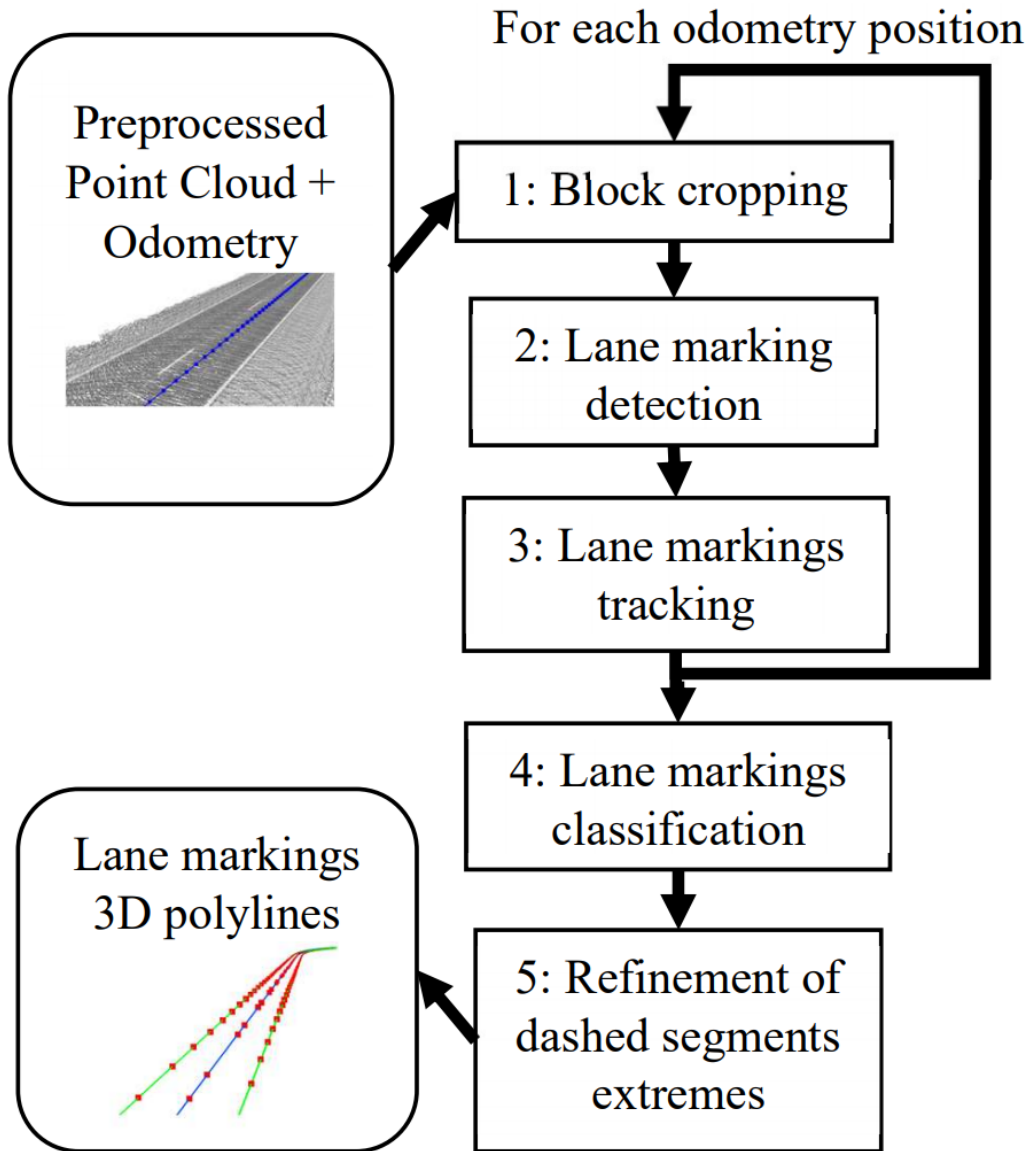 For each odometry position
Preprocessed
Point Cloud +
Odometry
1: Block cropping
2: Lane marking
detection
3: Lane markings
tracking
4: Lane markings
classification
5: Refinement of
dashed segments
extremes
Lane markings
3D polylines